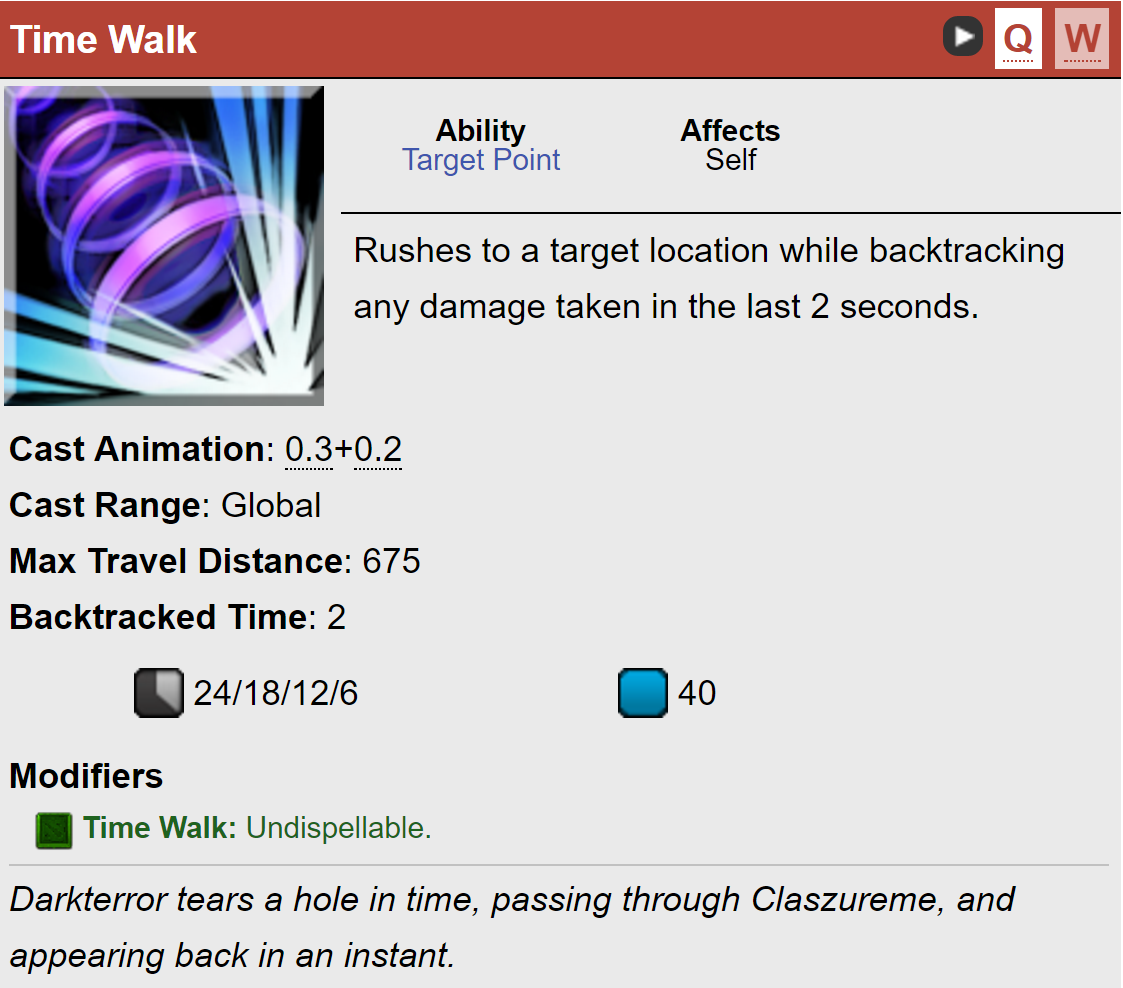 Time Walk
Q
W
Ability
Affects
Target Point
Self
Rushes to a target location while backtracking
any damage taken in the last 2 seconds.
Cast Animation: 0.3+0.2
Cast Range: Global
Max Travel Distance: 675
Backtracked Time: 2
24/18/12/6
40
Modifiers
Time Walk: Undispellable.
Darkterror tears a hole in time, passing through Claszureme, and
appearing back in an instant.